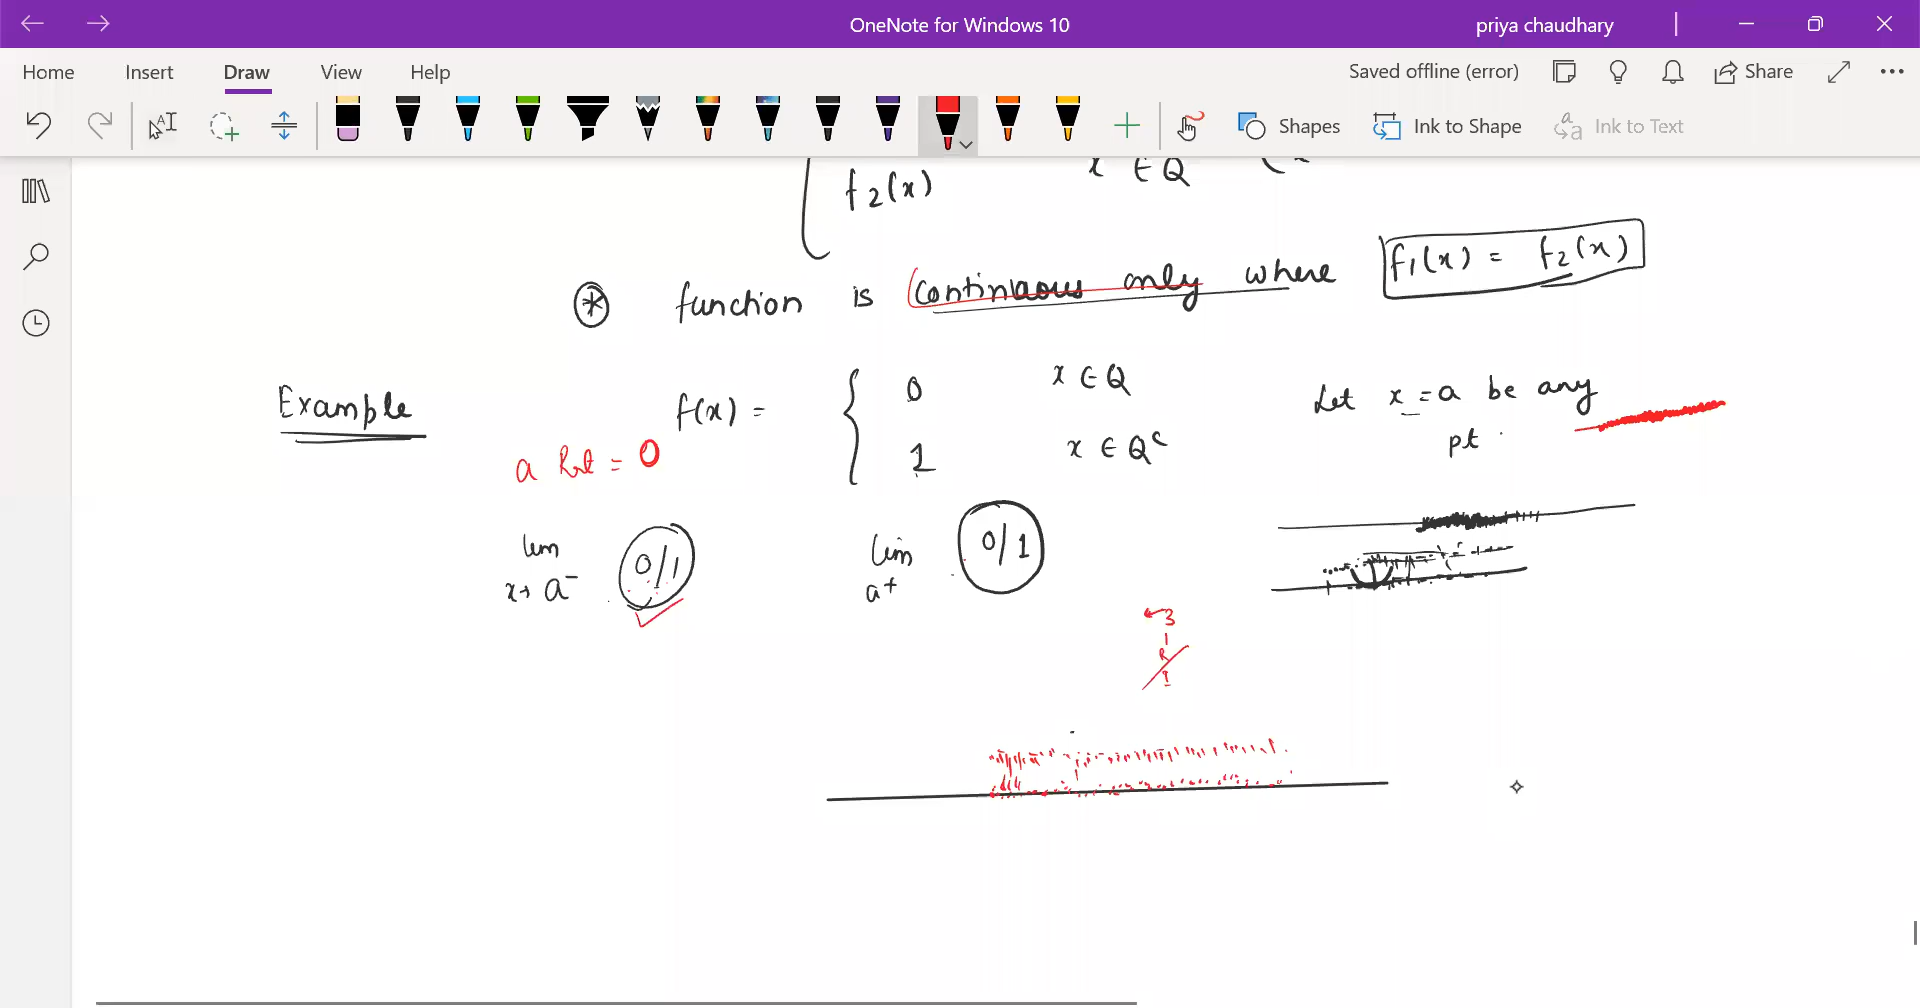 OneNote for Windows 10
priya chaudhary
Home Insert Draw View Help
Saved offline (error)
Share
Shapes
Ink to Shape
Ink to Text
f2(x) x ∈ Q
* function is continuous only where f1(x) = f2(x)
Example f(x) = { 0 x ∈ Q
1 x ∈ Q^c
Let x = a be any
pt.
a = 0
lim x→a⁻ 0/1
lim a⁺ 0/1
3
R
I